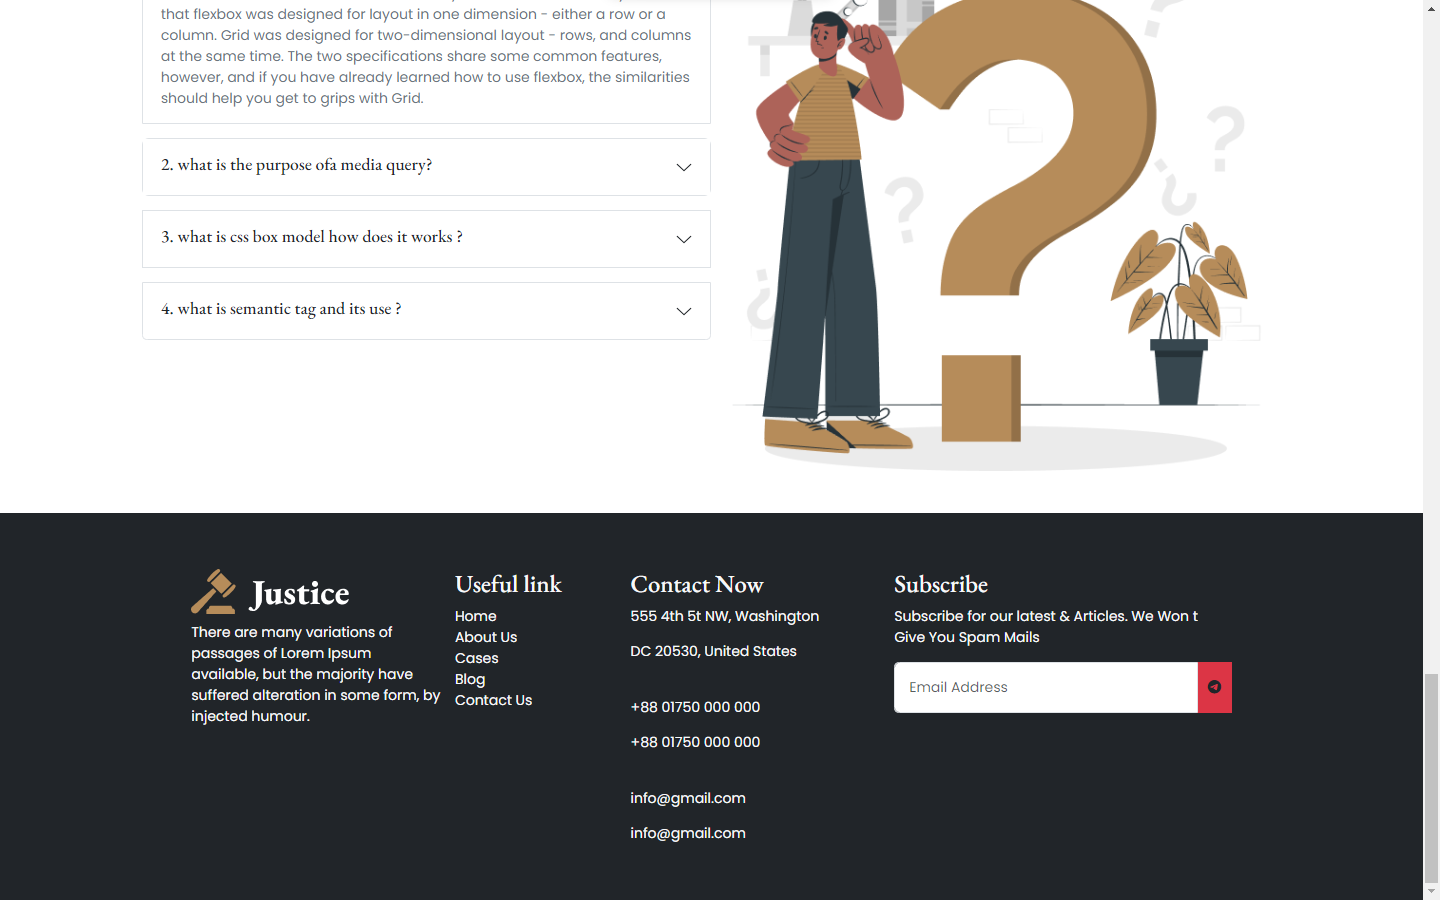 that flexbox was designed for layout in one dimension - either a row or a
column. Grid was designed for two-dimensional layout - rows, and columns
at the same time. The two specifications share some common features,
however, and if you have already learned how to use flexbox, the similarities
should help you get to grips with Grid.
2. what is the purpose ofa media query?
3. what is css box model how does it works ?
4. what is semantic tag and its use ?
Justice
There are many variations of
passages of Lorem Ipsum
available, but the majority have
suffered alteration in some form, by
injected humour.
Useful link
Home
About Us
Cases
Blog
Contact Us
Contact Now
555 4th 5t NW, Washington
DC 20530, United States
+88 01750 000 000
+88 01750 000 000
info@gmail.com
info@gmail.com
Subscribe
Subscribe for our latest & Articles. We Won t
Give You Spam Mails
Email Address